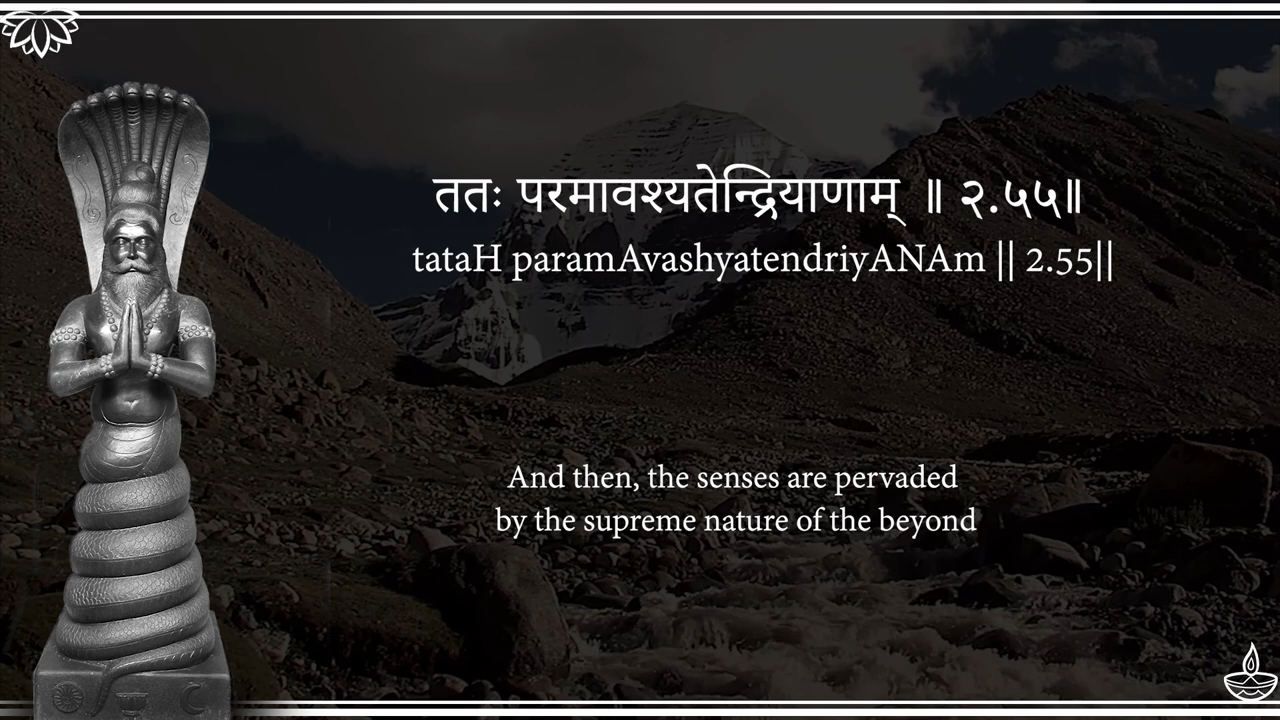 ततः परमावश्यतेन्द्रियाणाम् ॥ २.५५॥
tataH paramAvashyatendriyANAm || 2.55||
And then, the senses are pervaded
by the supreme nature of the beyond